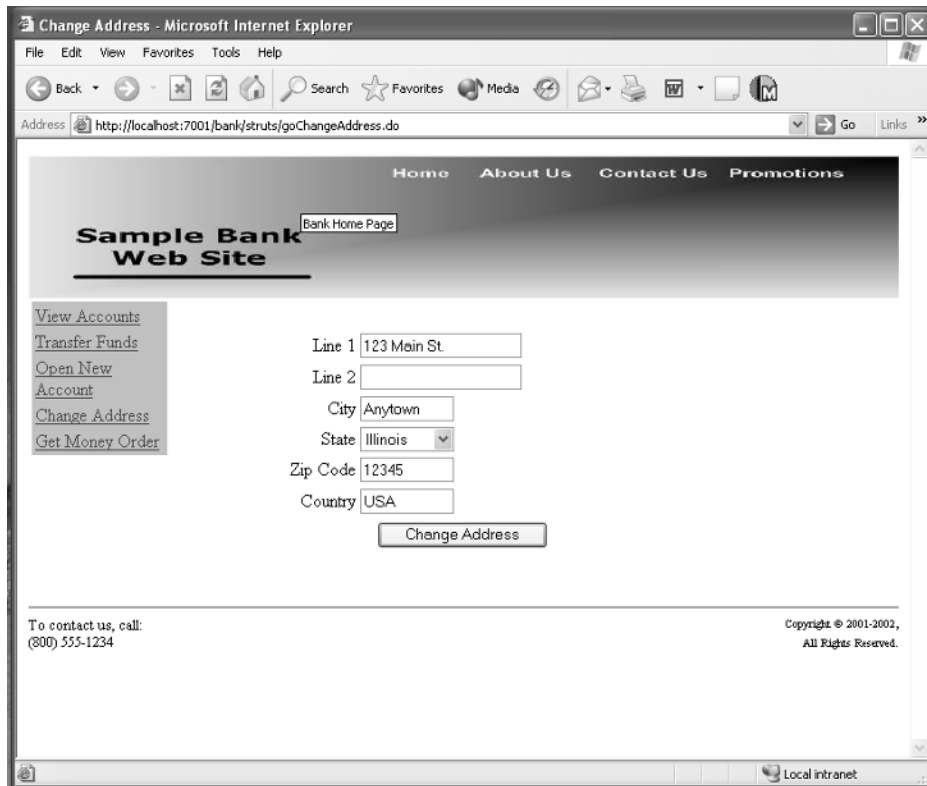 Change Address - Microsoft Internet Explorer
File Edit View Favorites Tools Help
Back Search Favorites Media
Address http://localhost:7001/bank/struts/goChangeAddress.do Go Links »
Home About Us Contact Us Promotions
Bank Home Page
Sample Bank
Web Site
View Accounts
Transfer Funds
Open New
Account
Change Address
Get Money Order
Line 1 123 Main St.
Line 2
City Anytown
State Illinois
Zip Code 12345
Country USA
Change Address
To contact us, call:
(800) 555-1234
Copyright © 2001-2002,
All Rights Reserved.
Local intranet